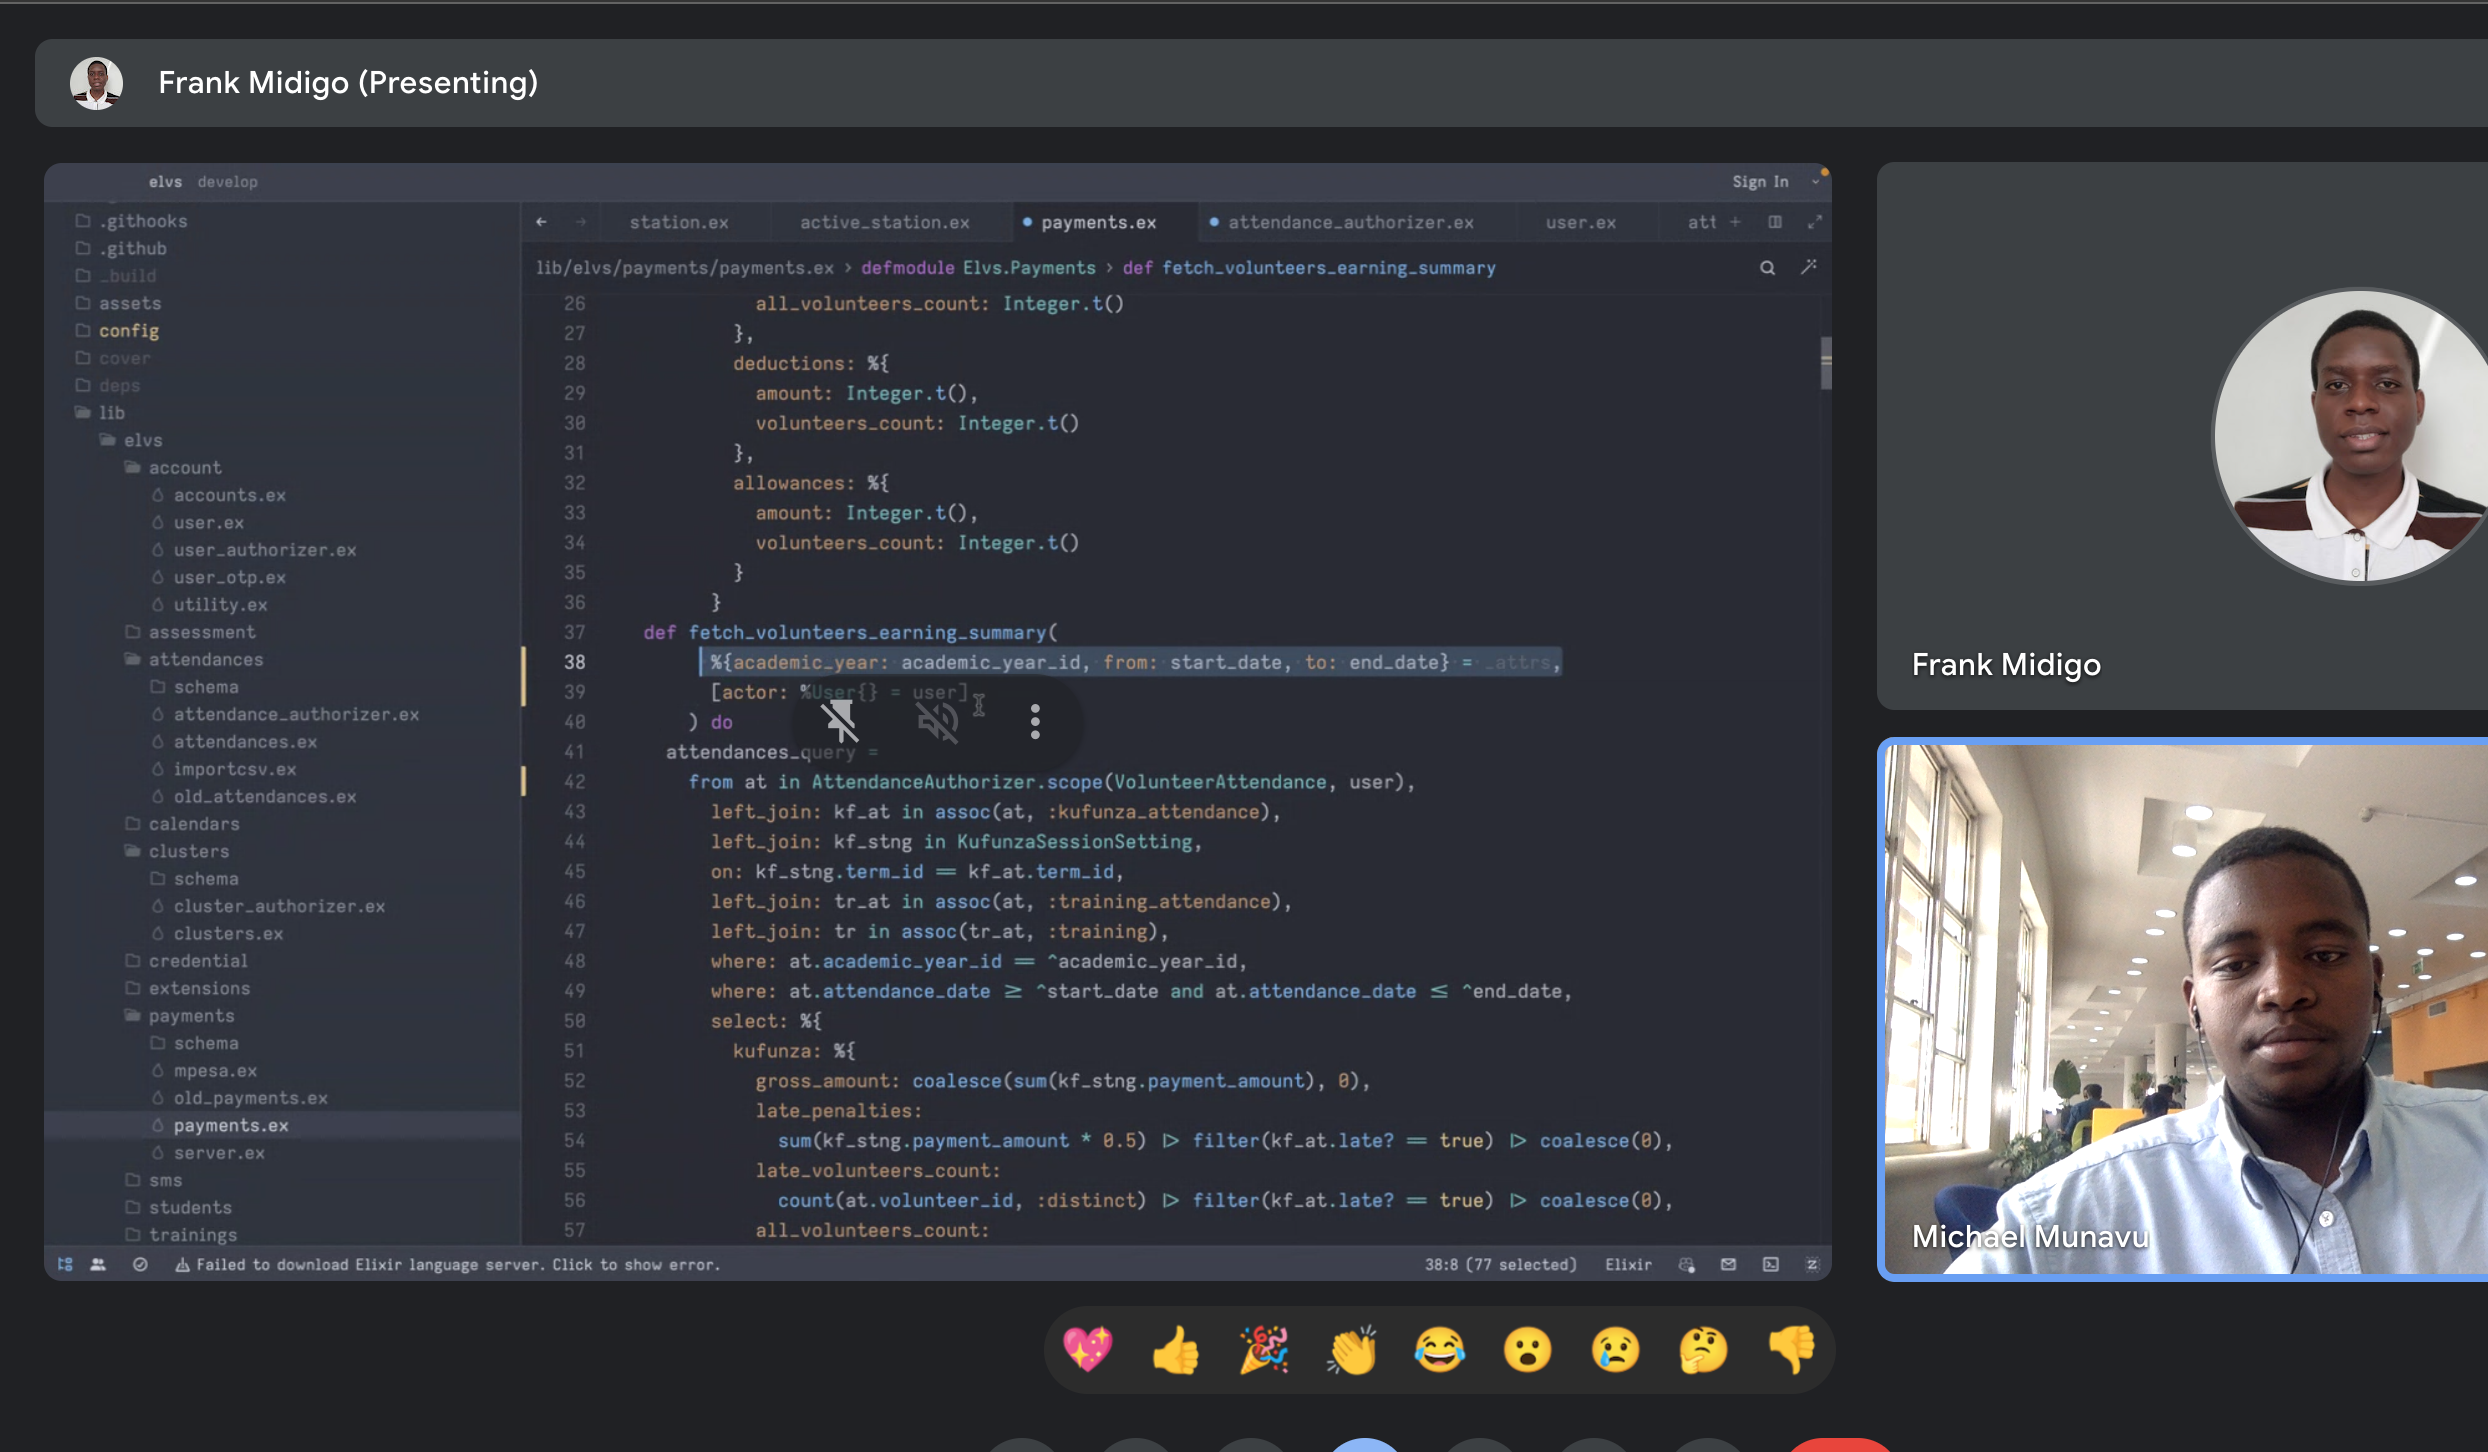 Frank Midigo (Presenting)
elvs develop
Sign In
.githooks
.github
_build
assets
config
cover
deps
lib
elvs
account
accounts.ex
user.ex
user_authorizer.ex
user_otp.ex
utility.ex
assessment
attendances
schema
attendance_authorizer.ex
attendances.ex
importcsv.ex
old_attendances.ex
calendars
clusters
schema
cluster_authorizer.ex
clusters.ex
credential
extensions
payments
schema
mpesa.ex
old_payments.ex
payments.ex
server.ex
sms
students
trainings
station.ex active_station.ex payments.ex attendance_authorizer.ex user.ex att
lib/elvs/payments/payments.ex › defmodule Elvs.Payments › def fetch_volunteers_earning_summary
26 all_volunteers_count: Integer.t()
27 },
28 deductions: %{
29 amount: Integer.t(),
30 volunteers_count: Integer.t()
31 },
32 allowances: %{
33 amount: Integer.t(),
34 volunteers_count: Integer.t()
35 }
36 }
37 def fetch_volunteers_earning_summary(
38 %{academic_year: academic_year_id, from: start_date, to: end_date} = _attrs,
39 [actor: %User{} = user]
40 ) do
41 attendances_query =
42 from at in AttendanceAuthorizer.scope(VolunteerAttendance, user),
43 left_join: kf_at in assoc(at, :kufunza_attendance),
44 left_join: kf_stng in KufunzaSessionSetting,
45 on: kf_stng.term_id == kf_at.term_id,
46 left_join: tr_at in assoc(at, :training_attendance),
47 left_join: tr in assoc(tr_at, :training),
48 where: at.academic_year_id == ^academic_year_id,
49 where: at.attendance_date ≥ ^start_date and at.attendance_date ≤ ^end_date,
50 select: %{
51 kufunza: %{
52 gross_amount: coalesce(sum(kf_stng.payment_amount), 0),
53 late_penalties:
54 sum(kf_stng.payment_amount * 0.5) |> filter(kf_at.late? == true) |> coalesce(0),
55 late_volunteers_count:
56 count(at.volunteer_id, :distinct) |> filter(kf_at.late? == true) |> coalesce(0),
57 all_volunteers_count:
Failed to download Elixir language server. Click to show error.
38:8 (77 selected) Elixir
Frank Midigo
Michael Munavu